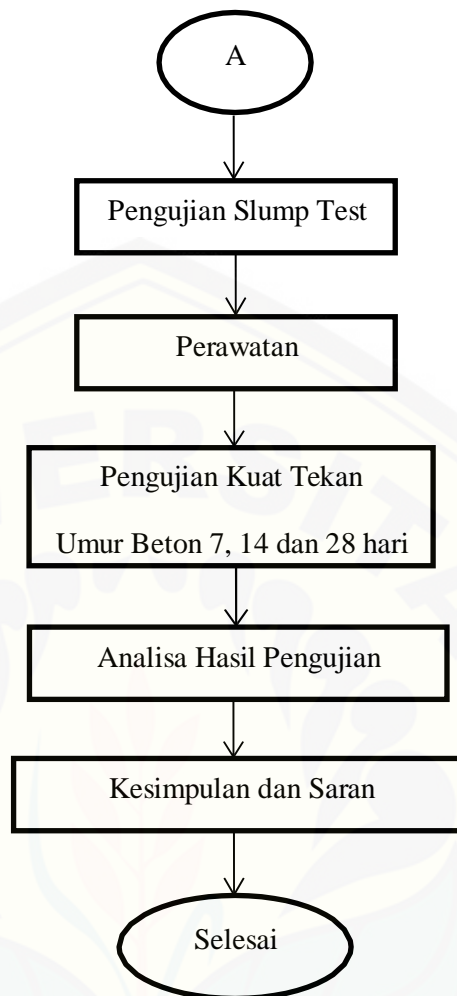 A
Pengujian Slump Test
Perawatan
Pengujian Kuat Tekan
Umur Beton 7, 14 dan 28 hari
Analisa Hasil Pengujian
Kesimpulan dan Saran
Selesai